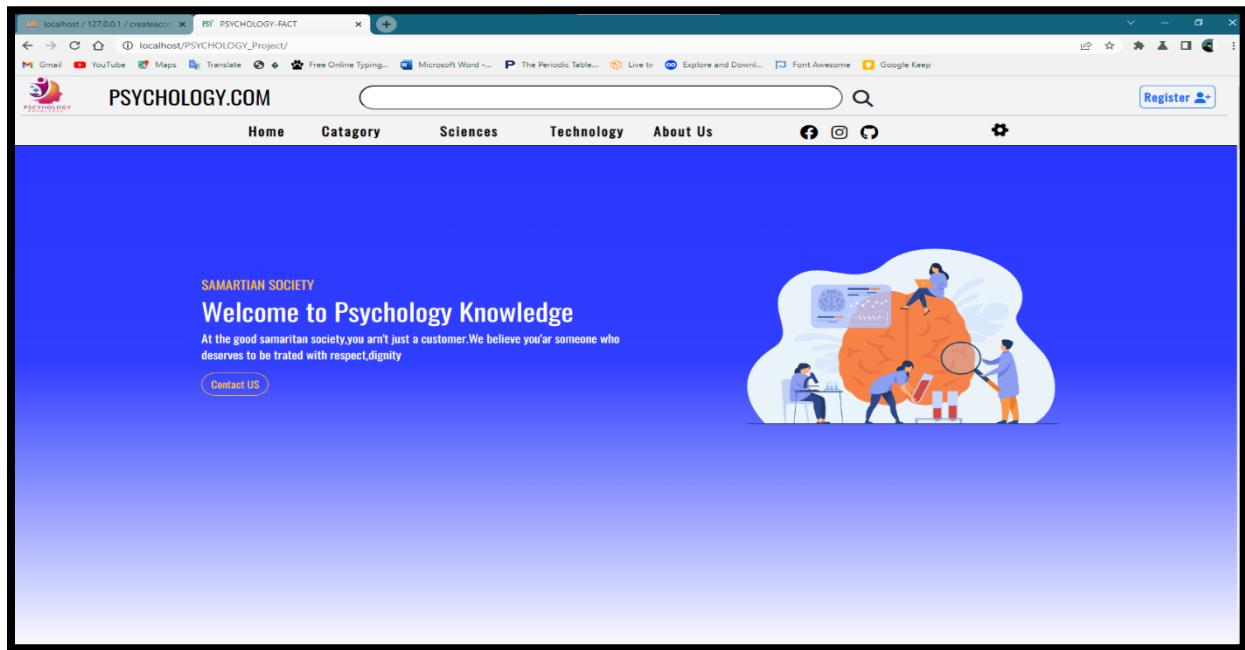 localhost / 127.0.0.1 / createacco
PSY PSYCHOLOGY-FACT
localhost/PSYCHOLOGY_Project/
Gmail YouTube Maps Translate Free Online Typing... Microsoft Word -... The Periodic Table... Live tv Explore and Downl... Font Awesome Google Keep
PSCYHOLOGY
PSYCHOLOGY.COM
Register
Home Catagory Sciences Technology About Us
SAMARTIAN SOCIETY
Welcome to Psychology Knowledge
At the good samaritan society,you arn't just a customer.We believe you'ar someone who
deserves to be trated with respect,dignity
Contact US